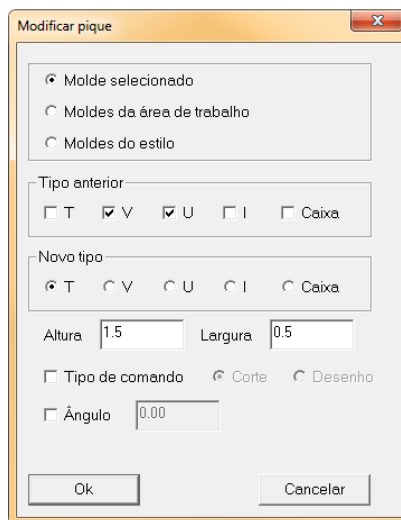 Modificar pique
Molde selecionado
Moldes da área de trabalho
Moldes do estilo
Tipo anterior
T V U I Caixa
Novo tipo
T V U I Caixa
Altura 1.5 Largura 0.5
Tipo de comando Corte Desenho
Ângulo 0.00
Ok Cancelar